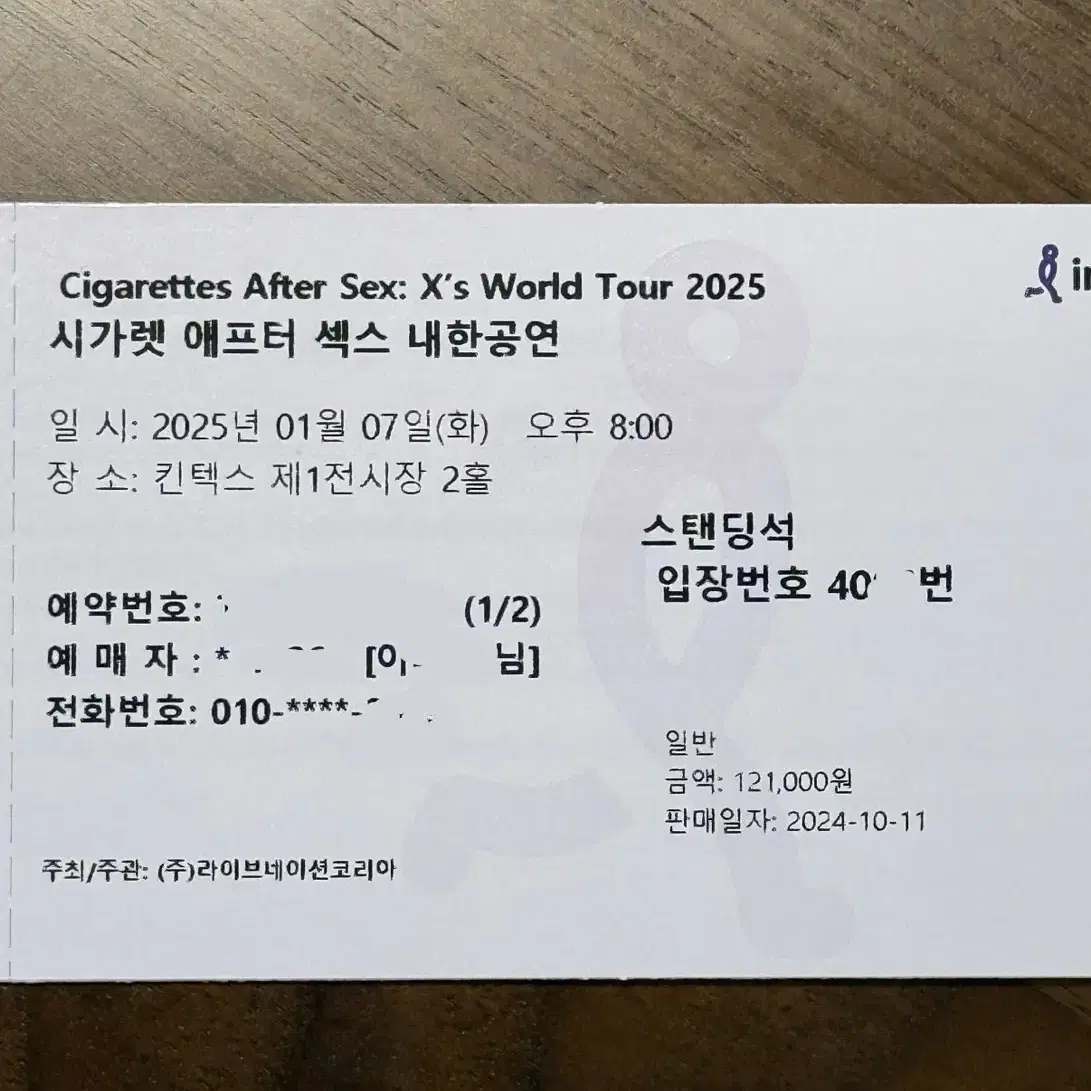 Cigarettes After Sex: X's World Tour 2025
시가렛 애프터 섹스 내한공연
일 시: 2025년 01월 07일(화) 오후 8:00
장 소: 킨텍스 제1전시장 2홀
스탠딩석
입장번호 40 번
예약번호: (1/2)
예 매 자 : * [이 님]
전화번호: 010-****-
일반
금액: 121,000원
판매일자: 2024-10-11
주최/주관: (주)라이브네이션코리아
in